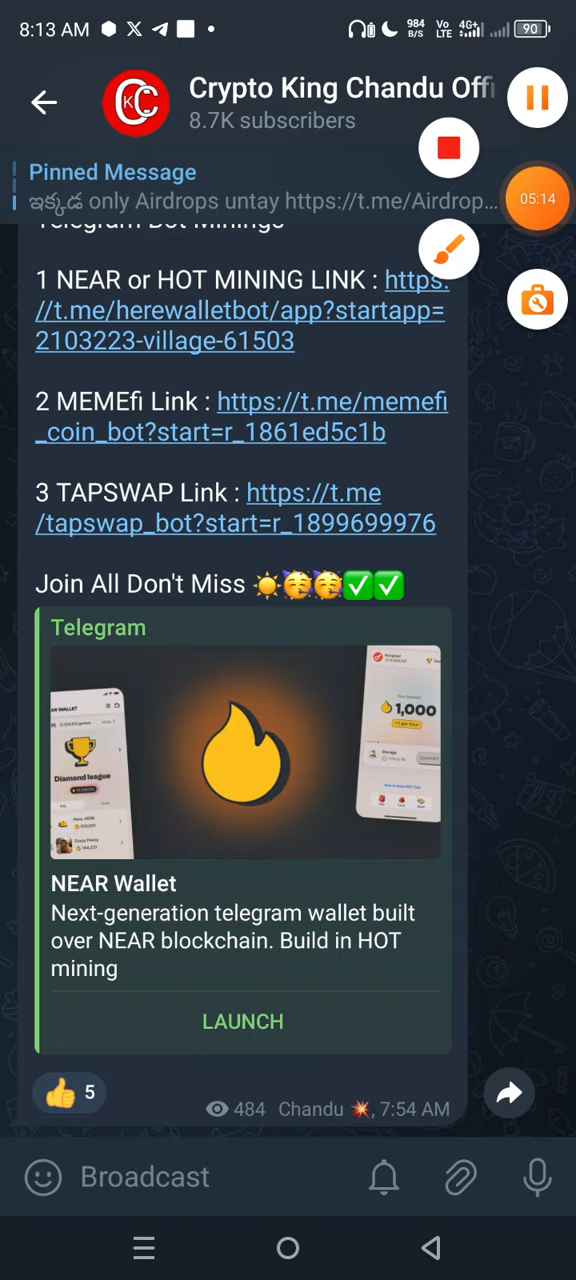 8:13 AM
984
B/S
Vo
LTE
4G+
90
Crypto King Chandu Offi
8.7K subscribers
Pinned Message
ఇక్కడ only Airdrops untay https://t.me/Airdrop...
05:14
Telegram Bot Minings
1 NEAR or HOT MINING LINK : https:
//t.me/herewalletbot/app?startapp=
2103223-village-61503
2 MEMEfi Link : https://t.me/memefi
_coin_bot?start=r_1861ed5c1b
3 TAPSWAP Link : https://t.me
/tapswap_bot?start=r_1899699976
Join All Don't Miss ☀️🥳🥳✅✅
Telegram
Diamond league
1,000
NEAR Wallet
Next-generation telegram wallet built
over NEAR blockchain. Build in HOT
mining
LAUNCH
👍 5
484 Chandu 💥, 7:54 AM
Broadcast